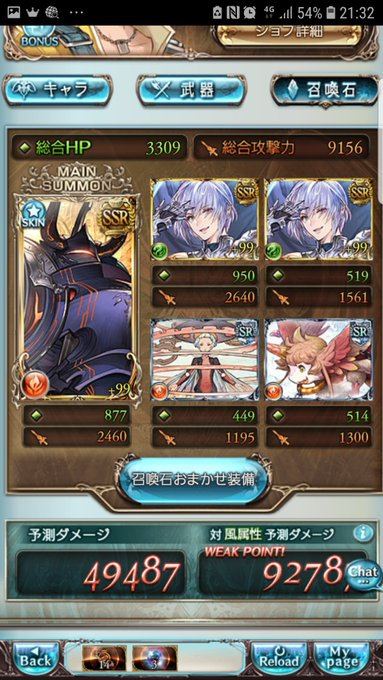 4G 54% 21:32
BONUS
ジョブ詳細
キャラ 武器 召喚石
総合HP 3309 総合攻撃力 9156
MAIN
SUMMON
SKIN SSR SSR SSR
+99 +99
950 519
2640 1561
SR SR
+99
877 449 514
2460 1195 1300
召喚石おまかせ装備
予測ダメージ 対 風属性 予測ダメージ
WEAK POINT!
49487 9278
Chat
Back Reload My page